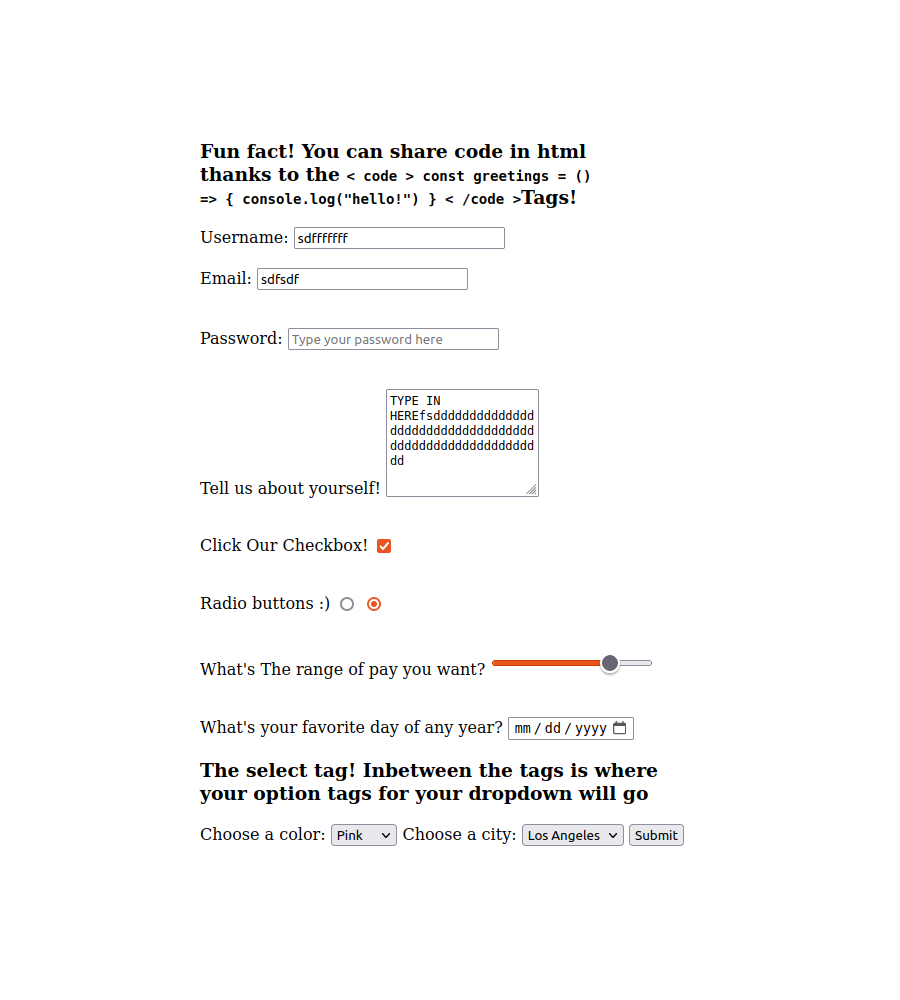 Fun fact! You can share code in html
thanks to the < code > const greetings = ()
=> { console.log("hello!") } < /code >Tags!
Username: sdfffffff
Email: sdfsdf
Password: Type your password here
TYPE IN
HEREfsdddddddddddddd
dddddddddddddddddddd
dddddddddddddddddddd
dd
Tell us about yourself!
Click Our Checkbox!
Radio buttons :)
What's The range of pay you want?
What's your favorite day of any year? mm / dd / yyyy
The select tag! Inbetween the tags is where
your option tags for your dropdown will go
Choose a color: Pink Choose a city: Los Angeles Submit